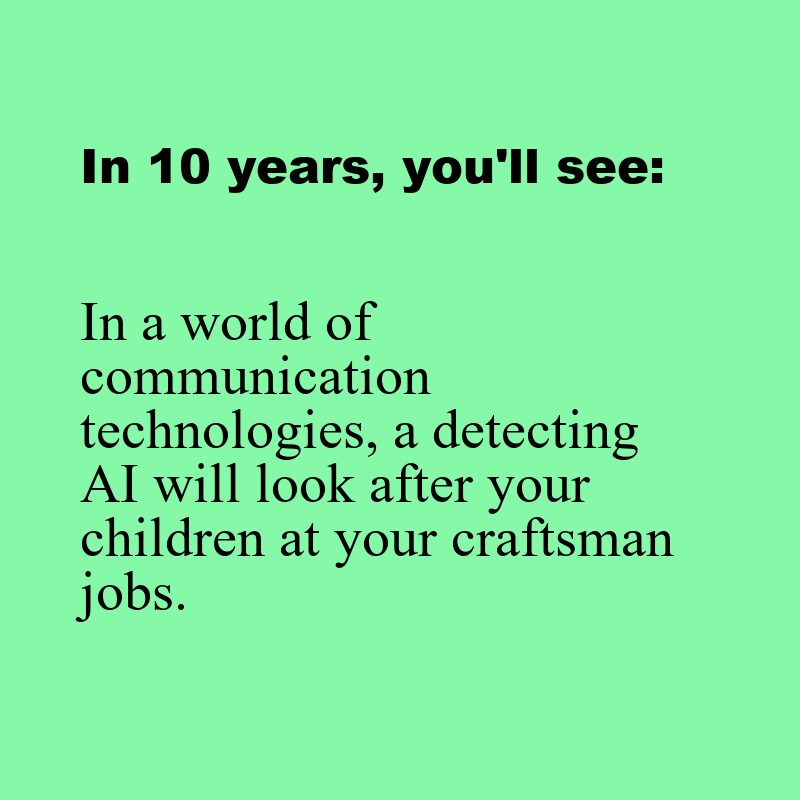 In 10 years, you'll see:
In a world of
communication
technologies, a detecting
AI will look after your
children at your craftsman
jobs.